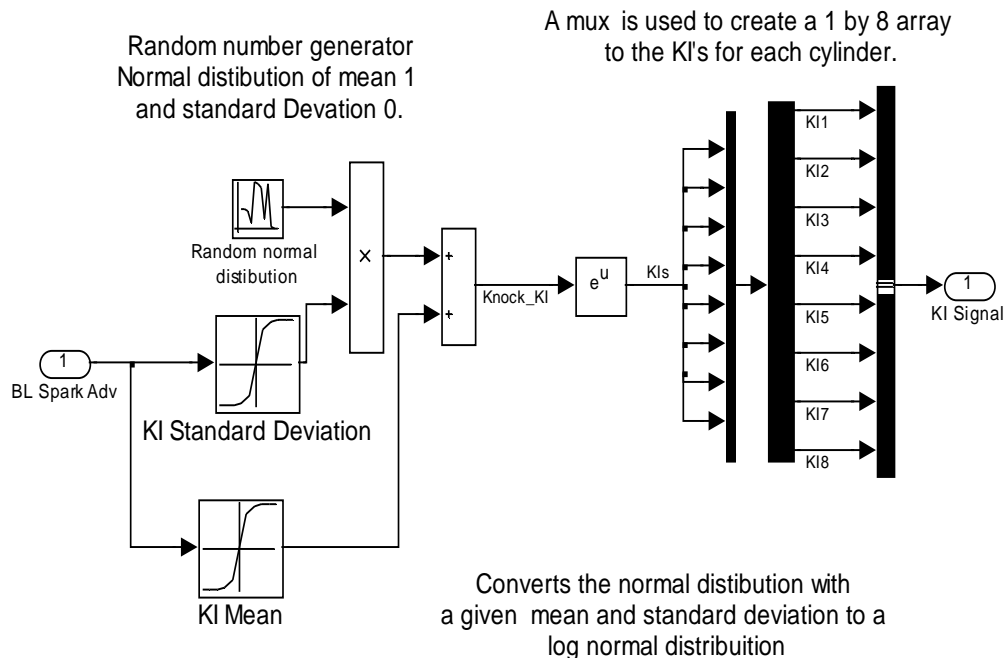 Random number generator
Normal distibution of mean 1
and standard Devation 0.
A mux is used to create a 1 by 8 array
to the KI's for each cylinder.
Random normal
distibution
x
+
+
Knock_KI
e^u
KIs
KI1
KI2
KI3
KI4
KI5
KI6
KI7
KI8
1
KI Signal
1
BL Spark Adv
KI Standard Deviation
KI Mean
Converts the normal distibution with
a given mean and standard deviation to a
log normal distribuition